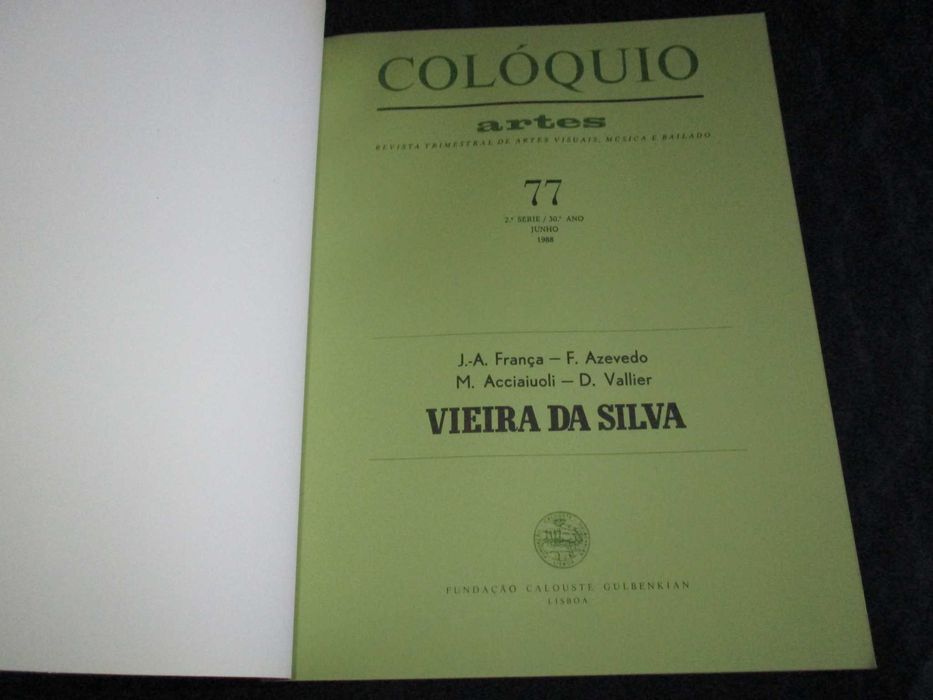 COLÓQUIO
artes
REVISTA TRIMESTRAL DE ARTES VISUAIS, MÚSICA E BAILADO
77
2.ª SÉRIE / 30.º ANO
JUNHO
1988
J.-A. França – F. Azevedo
M. Acciaiuoli – D. Vallier
VIEIRA DA SILVA
FUNDAÇÃO CALOUSTE GULBENKIAN
LISBOA